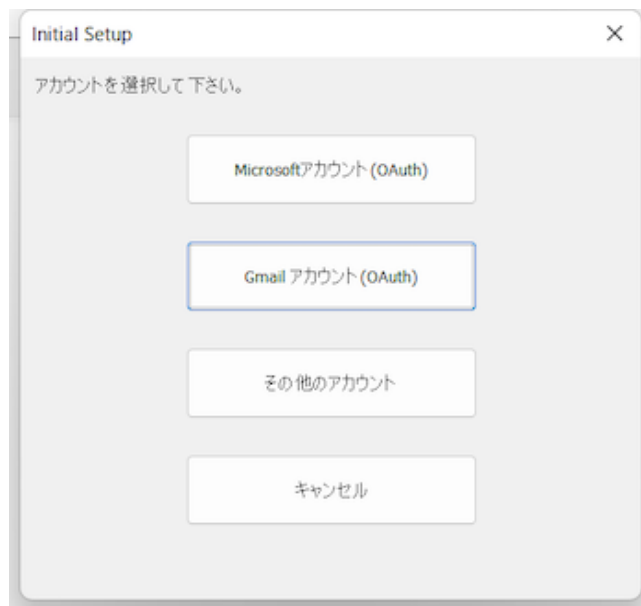 Initial Setup
アカウントを選択して下さい。
Microsoftアカウント(OAuth)
Gmail アカウント(OAuth)
その他のアカウント
キャンセル